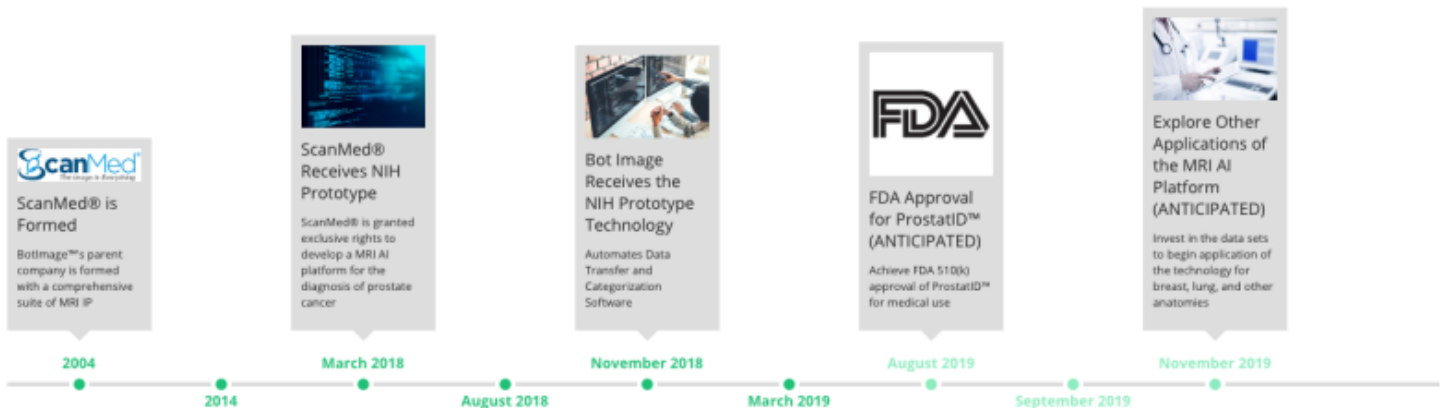 ScanMed®
The Image is Everything
ScanMed® is
Formed
BotImage™'s parent
company is formed
with a comprehensive
suite of MRI IP
2004
2014
ScanMed®
Receives NIH
Prototype
ScanMed® is granted
exclusive rights to
develop a MRI AI
platform for the
diagnosis of prostate
cancer
March 2018
August 2018
Bot Image
Receives the
NIH Prototype
Technology
Automates Data
Transfer and
Categorization
Software
November 2018
March 2019
FDA
FDA Approval
for ProstatID™
(ANTICIPATED)
Achieve FDA 510(k)
approval of ProstatID™
for medical use
August 2019
September 2019
Explore Other
Applications of
the MRI AI
Platform
(ANTICIPATED)
Invest in the data sets
to begin application of
the technology for
breast, lung, and other
anatomies
November 2019